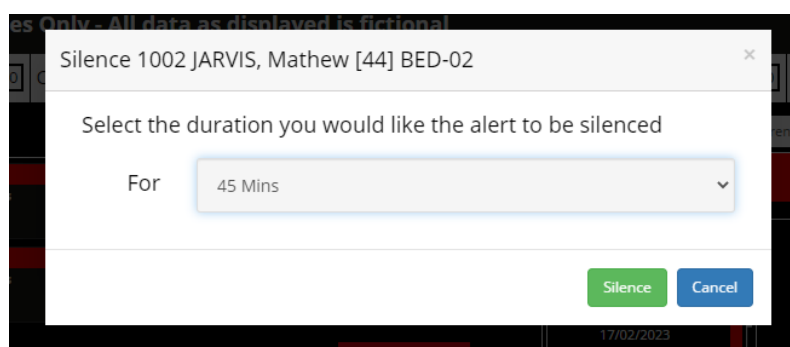 es Only - All data as displayed is fictional
Silence 1002 JARVIS, Mathew [44] BED-02
×
Select the duration you would like the alert to be silenced
For
45 Mins
Silence
Cancel
17/02/2023